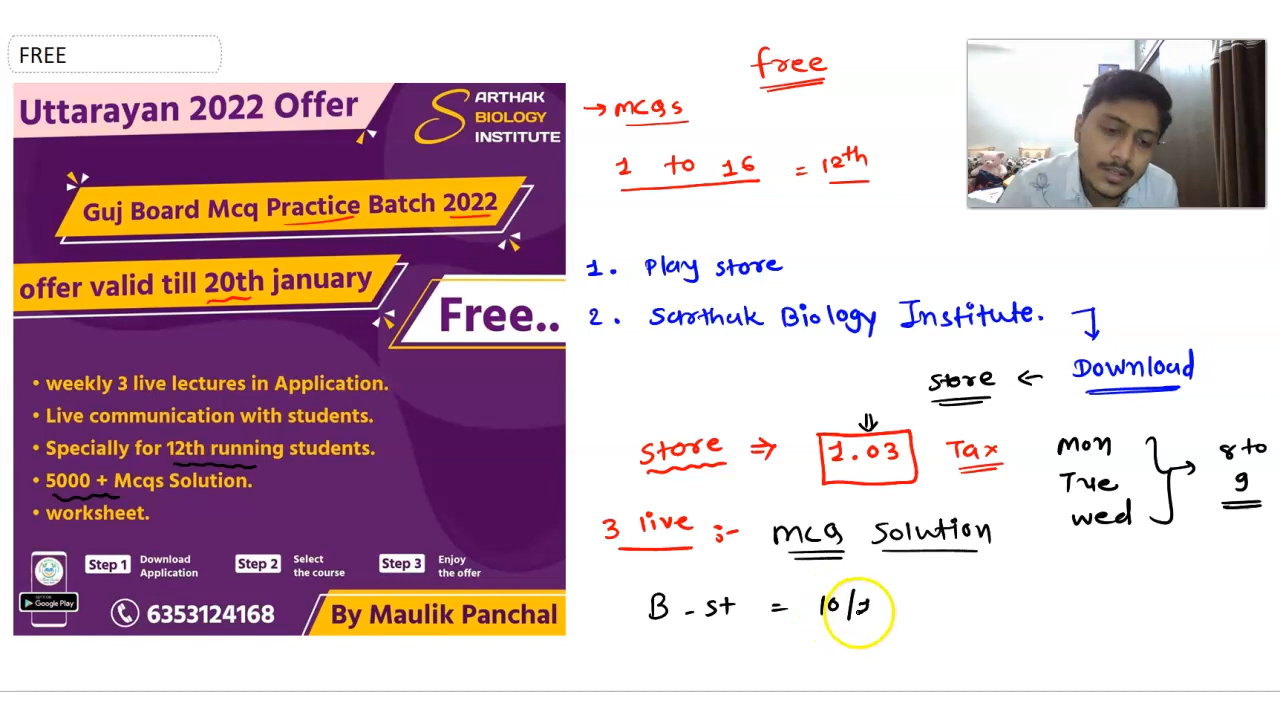 FREE
Uttarayan 2022 Offer
SARTHAK
BIOLOGY
INSTITUTE
Guj Board Mcq Practice Batch 2022
offer valid till 20th january
Free..
• weekly 3 live lectures in Application.
• Live communication with students.
• Specially for 12th running students.
• 5000 + Mcqs Solution.
• worksheet.
Step 1 Download Application
Step 2 Select the course
Step 3 Enjoy the offer
Google Play
6353124168
By Maulik Panchal
free
→ MCQs
1 to 16 = 12th
1. Play store
2. Sarthak Biology Institute.
Download
store ←
store ⇒ 1.03 Tax
Mon
Tue
wed
8 to
9
3 live :- MCQ Solution
B - st = 10/